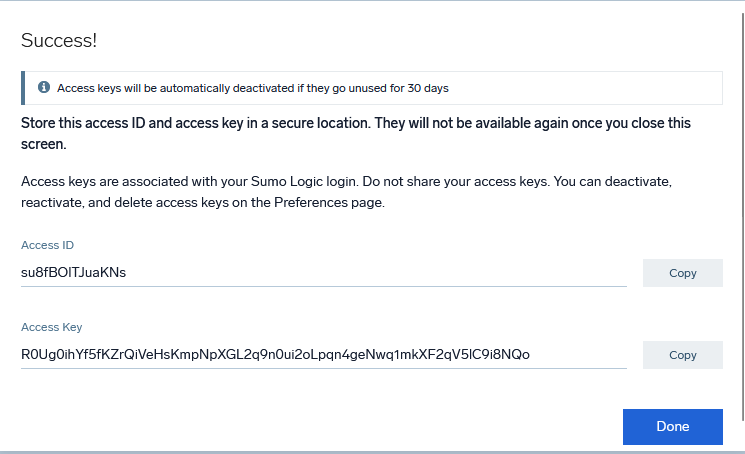 Success!
Access keys will be automatically deactivated if they go unused for 30 days
Store this access ID and access key in a secure location. They will not be available again once you close this
screen.
Access keys are associated with your Sumo Logic login. Do not share your access keys. You can deactivate,
reactivate, and delete access keys on the Preferences page.
Access ID
su8fBOITJuaKNs
Copy
Access Key
R0Ug0ihYf5fKZrQiVeHsKmpNpXGL2q9n0ui2oLpqn4geNwq1mkXF2qV5lC9i8NQo
Copy
Done